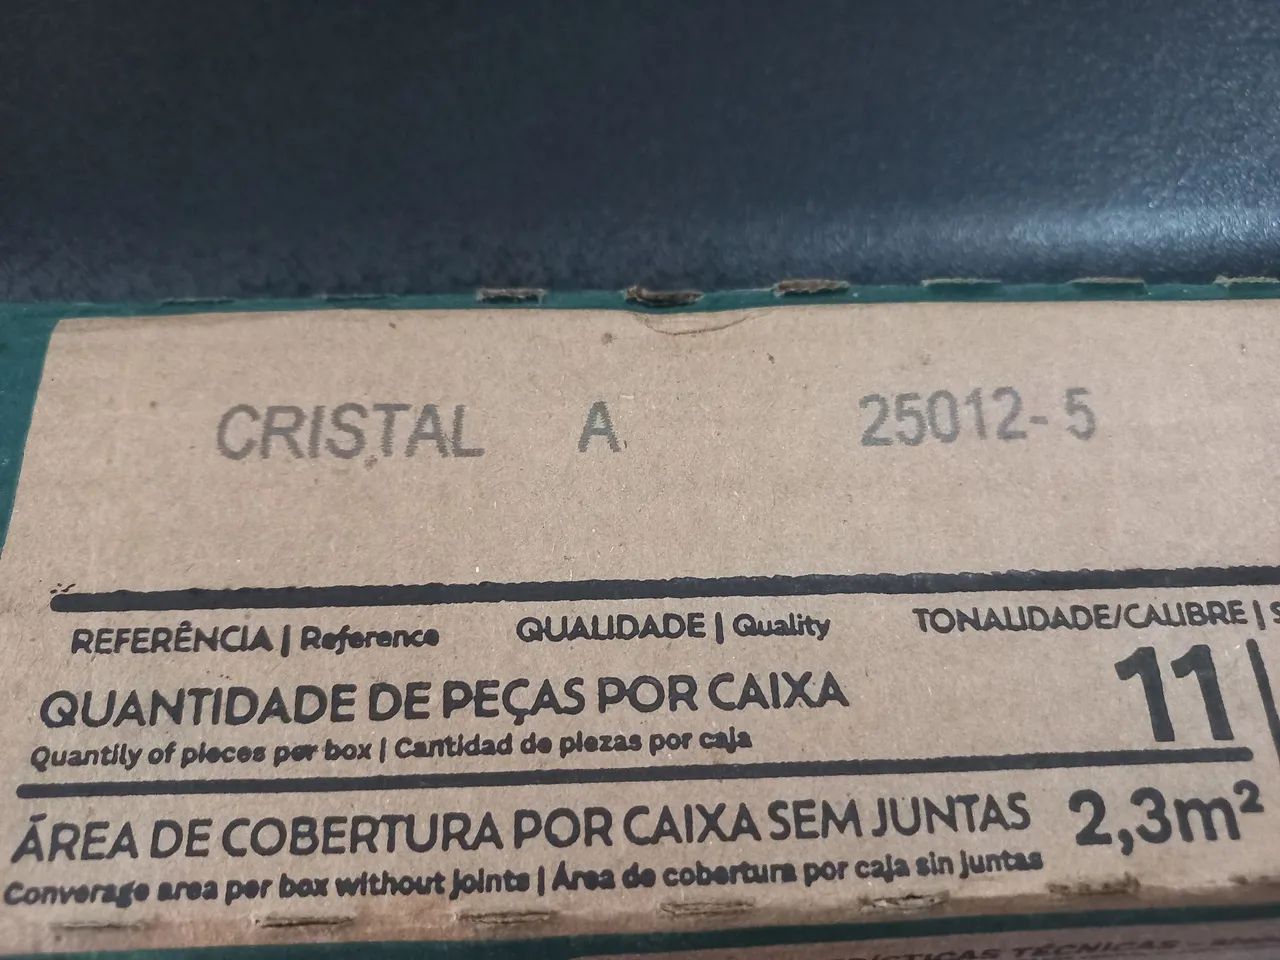 CRISTAL A 25012-5
REFERÊNCIA | Reference QUALIDADE | Quality TONALIDADE/CALIBRE |
QUANTIDADE DE PEÇAS POR CAIXA 11
Quantily of pieces per box | Cantidad de piezas por caja
ÁREA DE COBERTURA POR CAIXA SEM JUNTAS 2,3m²
Converage area per box without joints | Área de cobertura por caja sin juntas
TÉCNICAS